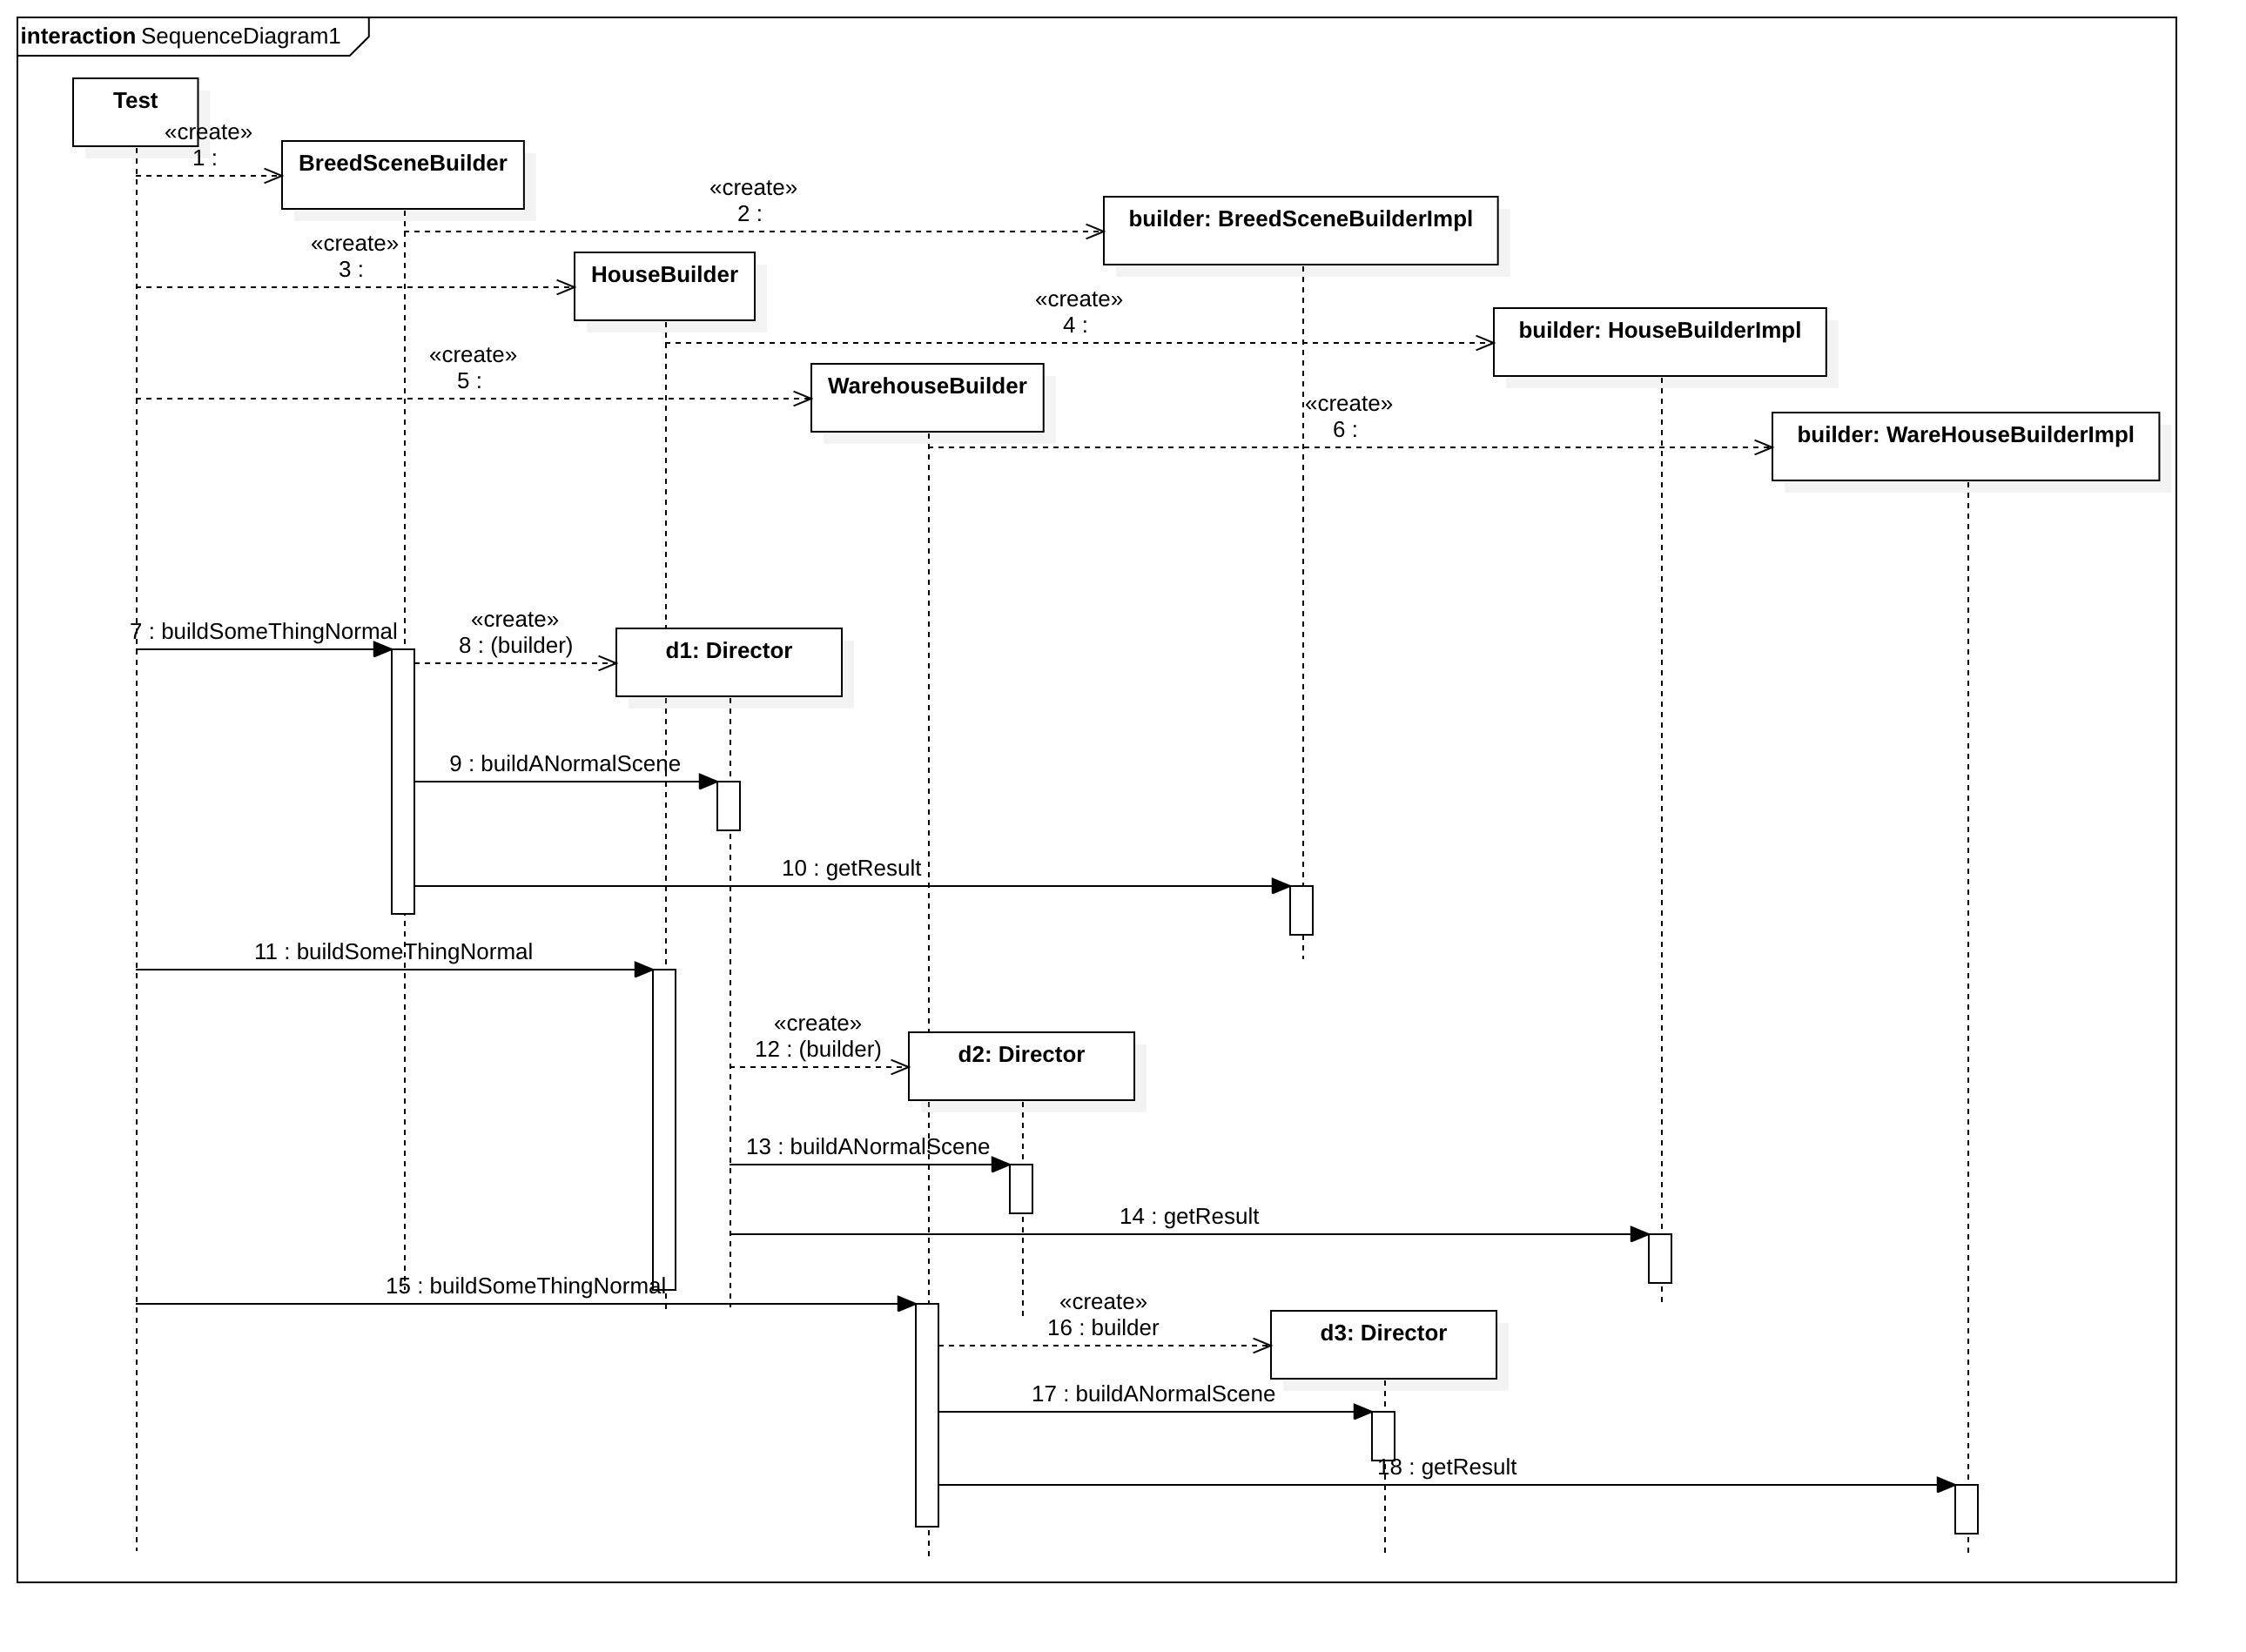 interaction SequenceDiagram1
Test
«create»
1 :
BreedSceneBuilder
«create»
2 :
builder: BreedSceneBuilderImpl
«create»
3 :
HouseBuilder
«create»
4 :
builder: HouseBuilderImpl
«create»
5 :
WarehouseBuilder
«create»
6 :
builder: WareHouseBuilderImpl
7 : buildSomeThingNormal
«create»
8 : (builder)
d1: Director
9 : buildANormalScene
10 : getResult
11 : buildSomeThingNormal
«create»
12 : (builder)
d2: Director
13 : buildANormalScene
14 : getResult
15 : buildSomeThingNormal
«create»
16 : builder
d3: Director
17 : buildANormalScene
18 : getResult